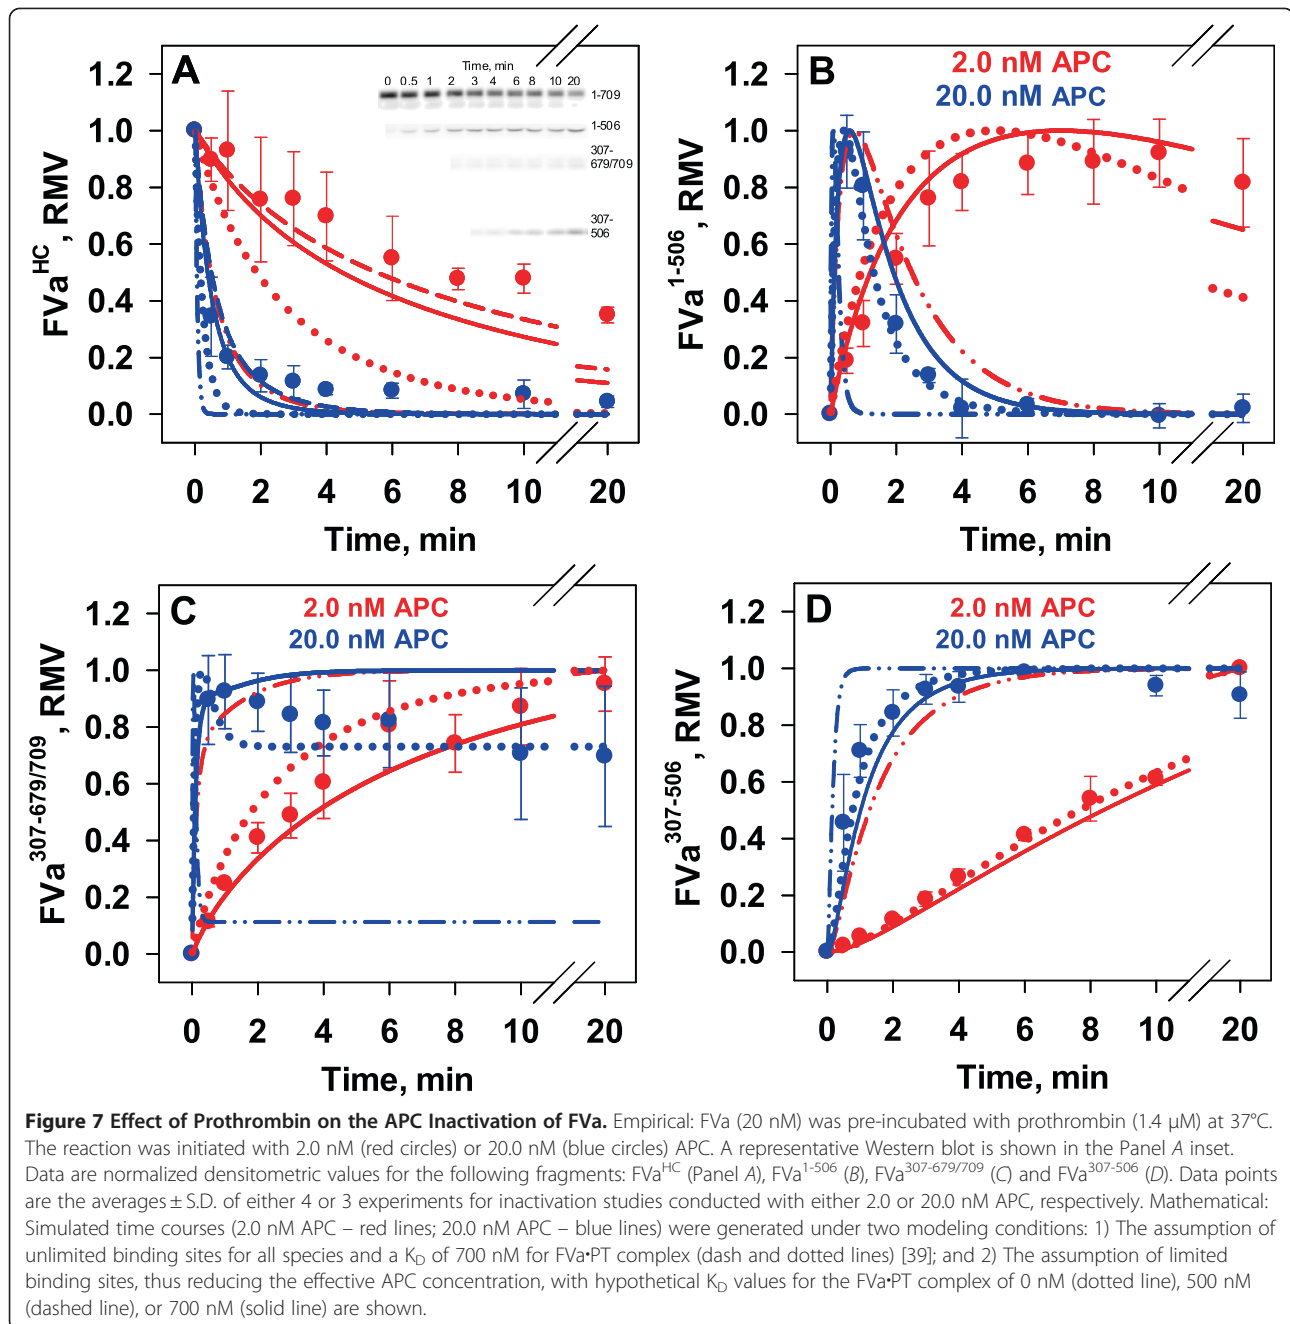 A
Time, min
0 0.5 1 2 3 4 6 8 10 20
1-709
1-506
307-
679/709
307-
506
FVa^HC, RMV
1.2
1.0
0.8
0.6
0.4
0.2
0.0
0 2 4 6 8 10 20
Time, min
B
2.0 nM APC
20.0 nM APC
FVa^1-506, RMV
1.2
1.0
0.8
0.6
0.4
0.2
0.0
0 2 4 6 8 10 20
Time, min
C
2.0 nM APC
20.0 nM APC
FVa^307-679/709, RMV
1.2
1.0
0.8
0.6
0.4
0.2
0.0
0 2 4 6 8 10 20
Time, min
D
2.0 nM APC
20.0 nM APC
FVa^307-506, RMV
1.2
1.0
0.8
0.6
0.4
0.2
0.0
0 2 4 6 8 10 20
Time, min
Figure 7 Effect of Prothrombin on the APC Inactivation of FVa. Empirical: FVa (20 nM) was pre-incubated with prothrombin (1.4 μM) at 37°C.
The reaction was initiated with 2.0 nM (red circles) or 20.0 nM (blue circles) APC. A representative Western blot is shown in the Panel A inset.
Data are normalized densitometric values for the following fragments: FVa^HC (Panel A), FVa^1-506 (B), FVa^307-679/709 (C) and FVa^307-506 (D). Data points
are the averages ± S.D. of either 4 or 3 experiments for inactivation studies conducted with either 2.0 or 20.0 nM APC, respectively. Mathematical:
Simulated time courses (2.0 nM APC – red lines; 20.0 nM APC – blue lines) were generated under two modeling conditions: 1) The assumption of
unlimited binding sites for all species and a K_D of 700 nM for FVa•PT complex (dash and dotted lines) [39]; and 2) The assumption of limited
binding sites, thus reducing the effective APC concentration, with hypothetical K_D values for the FVa•PT complex of 0 nM (dotted line), 500 nM
(dashed line), or 700 nM (solid line) are shown.